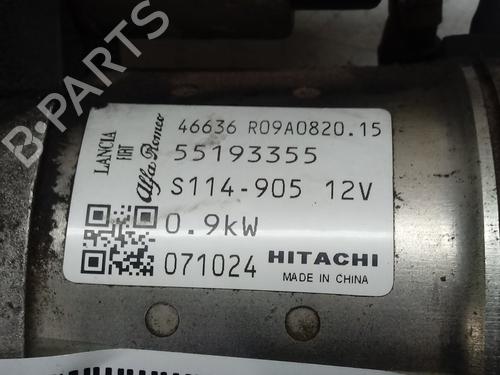 46636 R09A0820.15
LANCIA
FIAT
Alfa Romeo
55193355
S114-905 12V
0.9kW
071024 HITACHI
MADE IN CHINA
B-PARTS